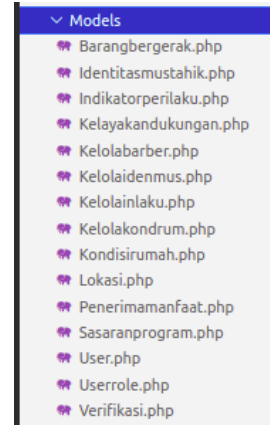 Models
Barangbergerak.php
Identitasmustahik.php
Indikatorperilaku.php
Kelayakandukungan.php
Kelolabarber.php
Kelolaidenmus.php
Kelolainlaku.php
Kelolakondrum.php
Kondisirumah.php
Lokasi.php
Penerimamanfaat.php
Sasaranprogram.php
User.php
Userrole.php
Verifikasi.php